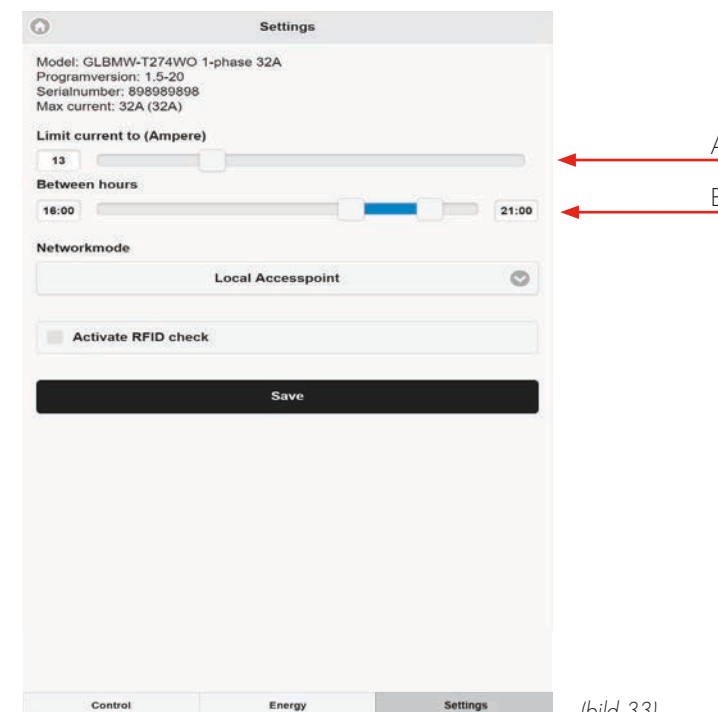 Settings
Model: GLBMW-T274WO 1-phase 32A
Programversion: 1.5-20
Serialnumber: 898989898
Max current: 32A (32A)
Limit current to (Ampere)
13
A
Between hours
16:00 21:00
B
Networkmode
Local Accesspoint
Activate RFID check
Save
Control Energy Settings
(bild 33)